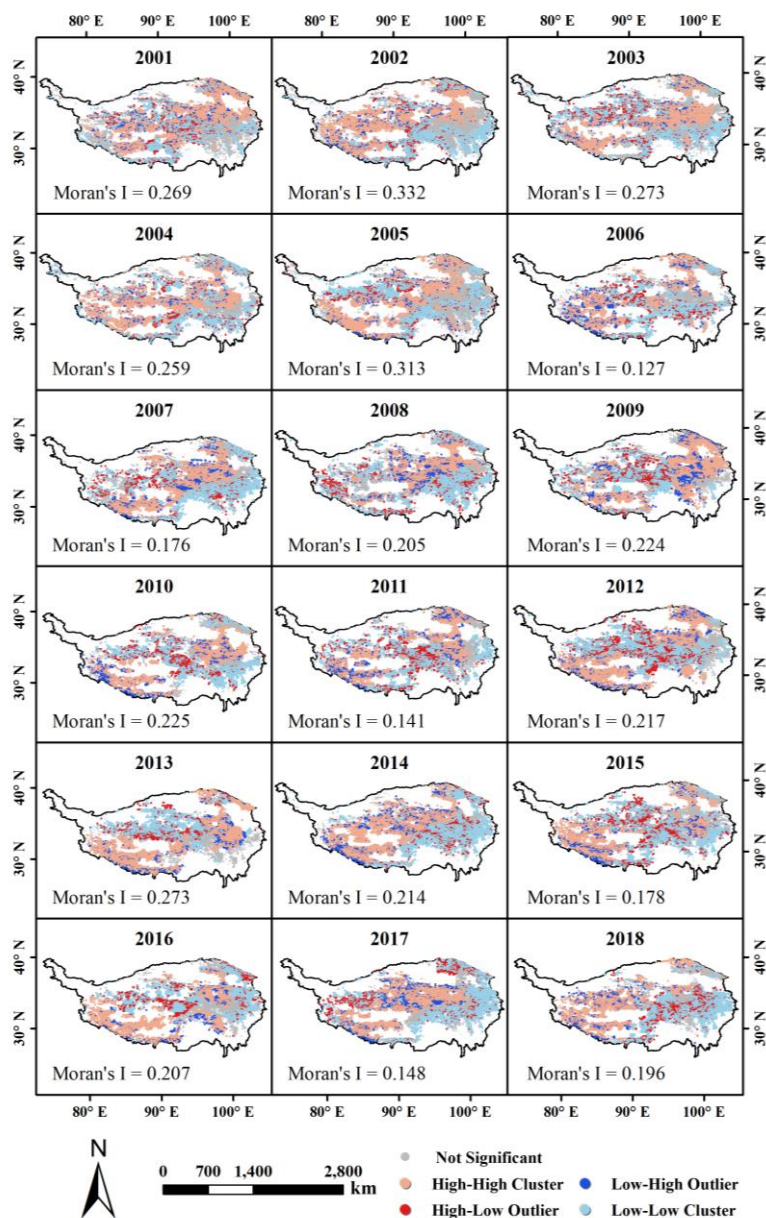 80° E 90° E 100° E 80° E 90° E 100° E 80° E 90° E 100° E
2001 2002 2003
40° N 40° N
30° N 30° N
Moran's I = 0.269 Moran's I = 0.332 Moran's I = 0.273
2004 2005 2006
40° N 40° N
30° N 30° N
Moran's I = 0.259 Moran's I = 0.313 Moran's I = 0.127
2007 2008 2009
40° N 40° N
30° N 30° N
Moran's I = 0.176 Moran's I = 0.205 Moran's I = 0.224
2010 2011 2012
40° N 40° N
30° N 30° N
Moran's I = 0.225 Moran's I = 0.141 Moran's I = 0.217
2013 2014 2015
40° N 40° N
30° N 30° N
Moran's I = 0.273 Moran's I = 0.214 Moran's I = 0.178
2016 2017 2018
40° N 40° N
30° N 30° N
Moran's I = 0.207 Moran's I = 0.148 Moran's I = 0.196
80° E 90° E 100° E 80° E 90° E 100° E 80° E 90° E 100° E
N
0 700 1,400 2,800
km
Not Significant
High-High Cluster Low-High Outlier
High-Low Outlier Low-Low Cluster